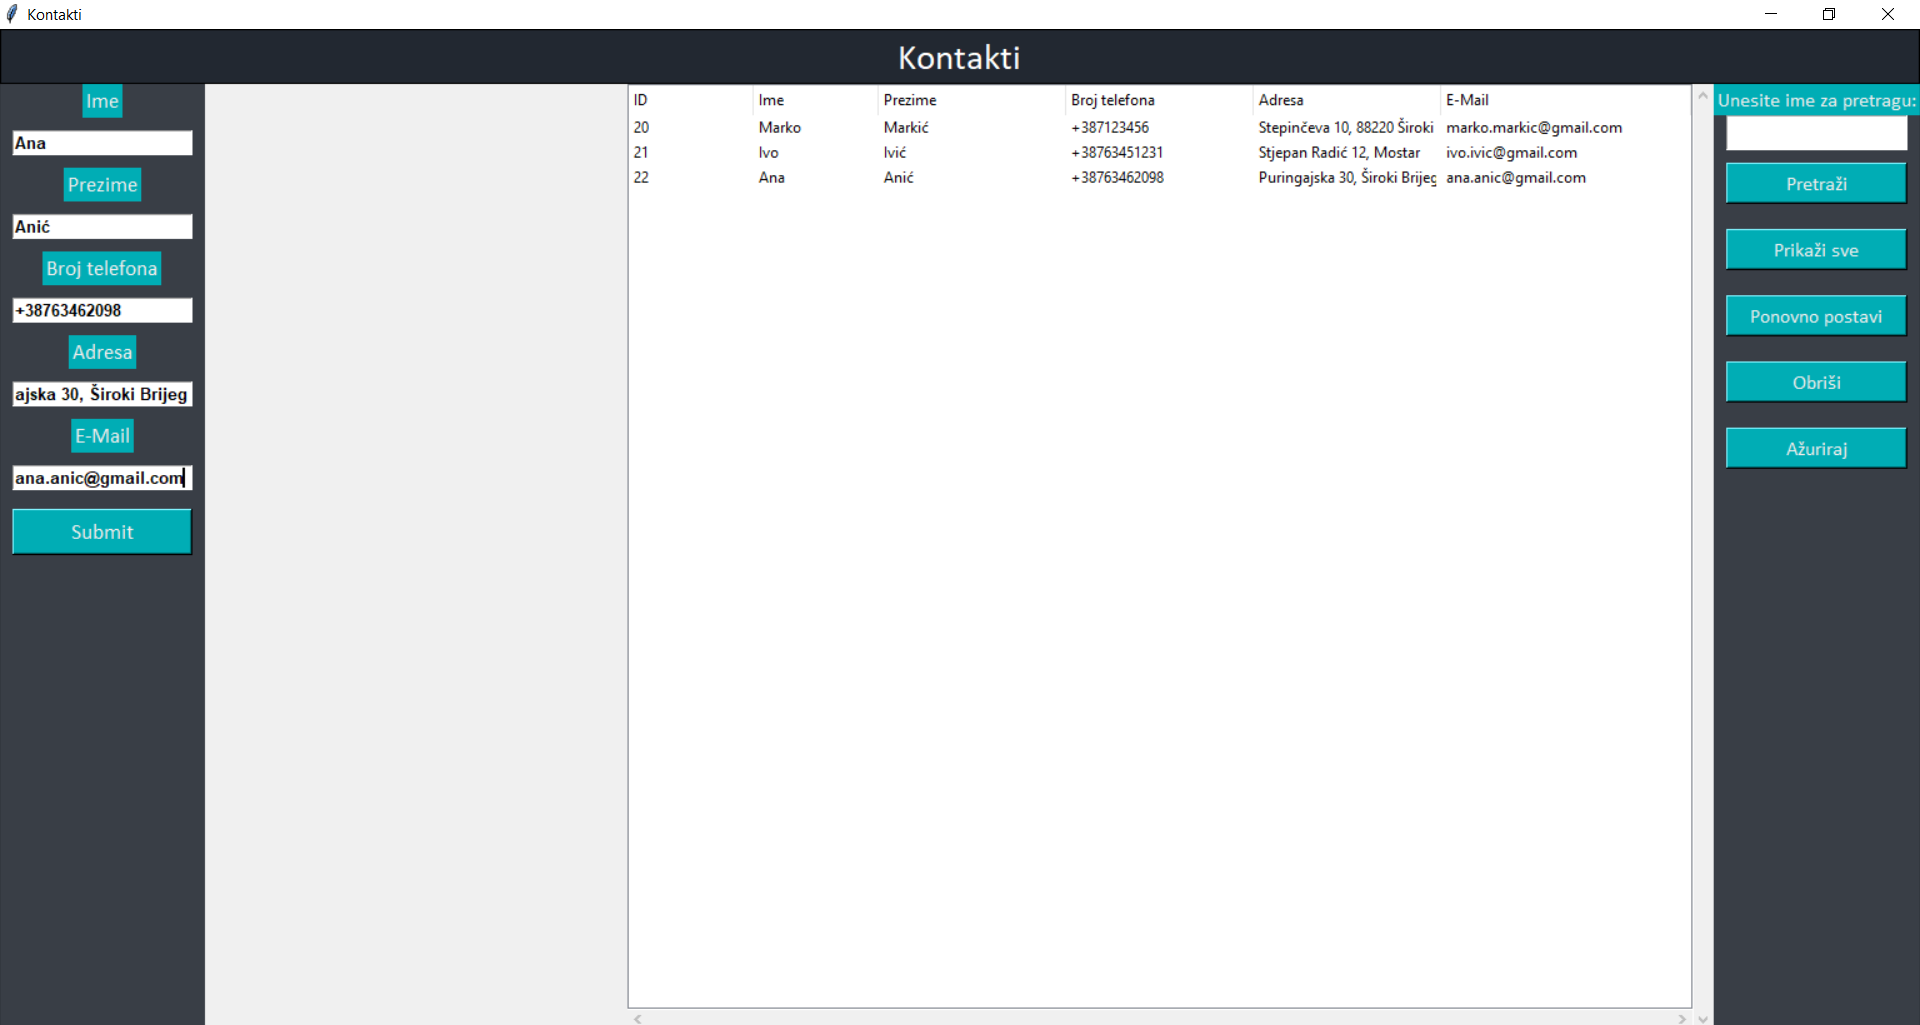 Kontakti
Kontakti
Ime
Ana
Prezime
Anić
Broj telefona
+38763462098
Adresa
ajska 30, Široki Brijeg
E-Mail
ana.anic@gmail.com
Submit
ID Ime Prezime Broj telefona Adresa E-Mail
20 Marko Markić +387123456 Stepinčeva 10, 88220 Široki marko.markic@gmail.com
21 Ivo Ivić +38763451231 Stjepan Radić 12, Mostar ivo.ivic@gmail.com
22 Ana Anić +38763462098 Puringajska 30, Široki Brijeg ana.anic@gmail.com
Unesite ime za pretragu:
Pretraži
Prikaži sve
Ponovno postavi
Obriši
Ažuriraj